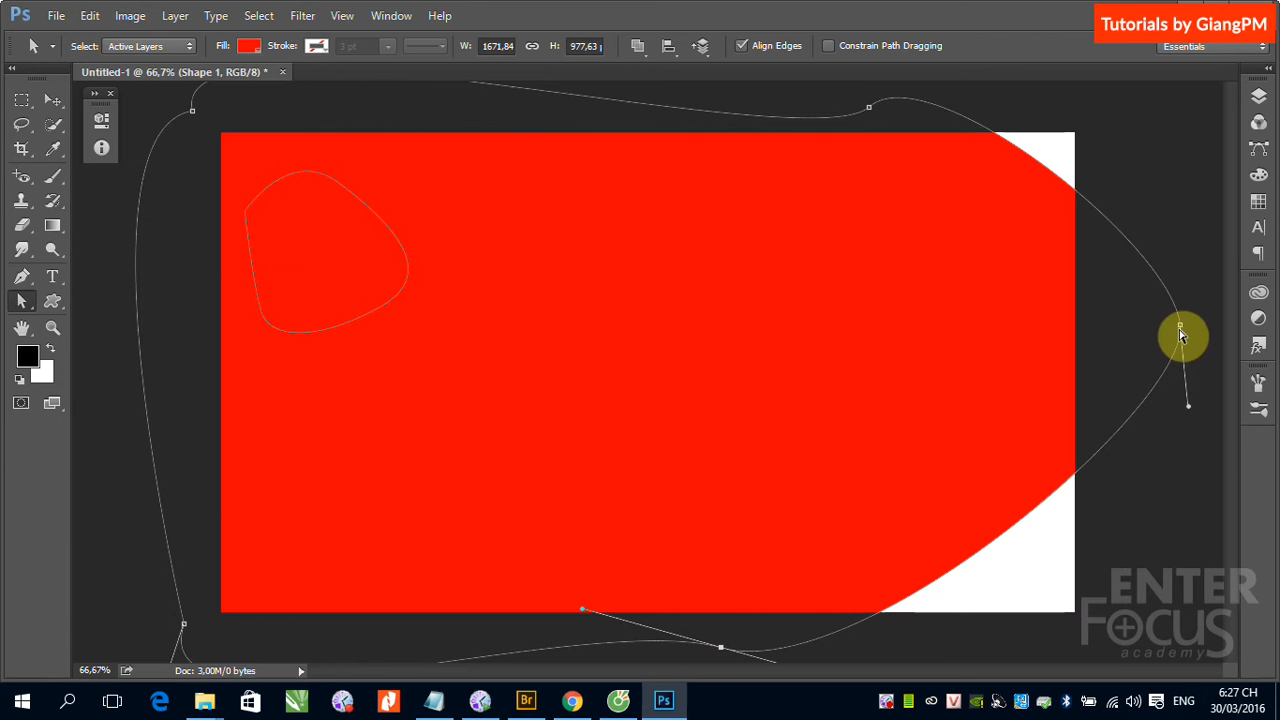 Ps File Edit Image Layer Type Select Filter View Window Help
Tutorials by GiangPM
Select: Active Layers Fill: Stroke: 3 pt W: 1671,84 H: 977,63 Align Edges Constrain Path Dragging Essentials
Untitled-1 @ 66,7% (Shape 1, RGB/8) *
T
A
ENTER
FOCUS
academy
66,67% Doc: 3,00M/0 bytes
Br Ps ENG
6:27 CH
30/03/2016